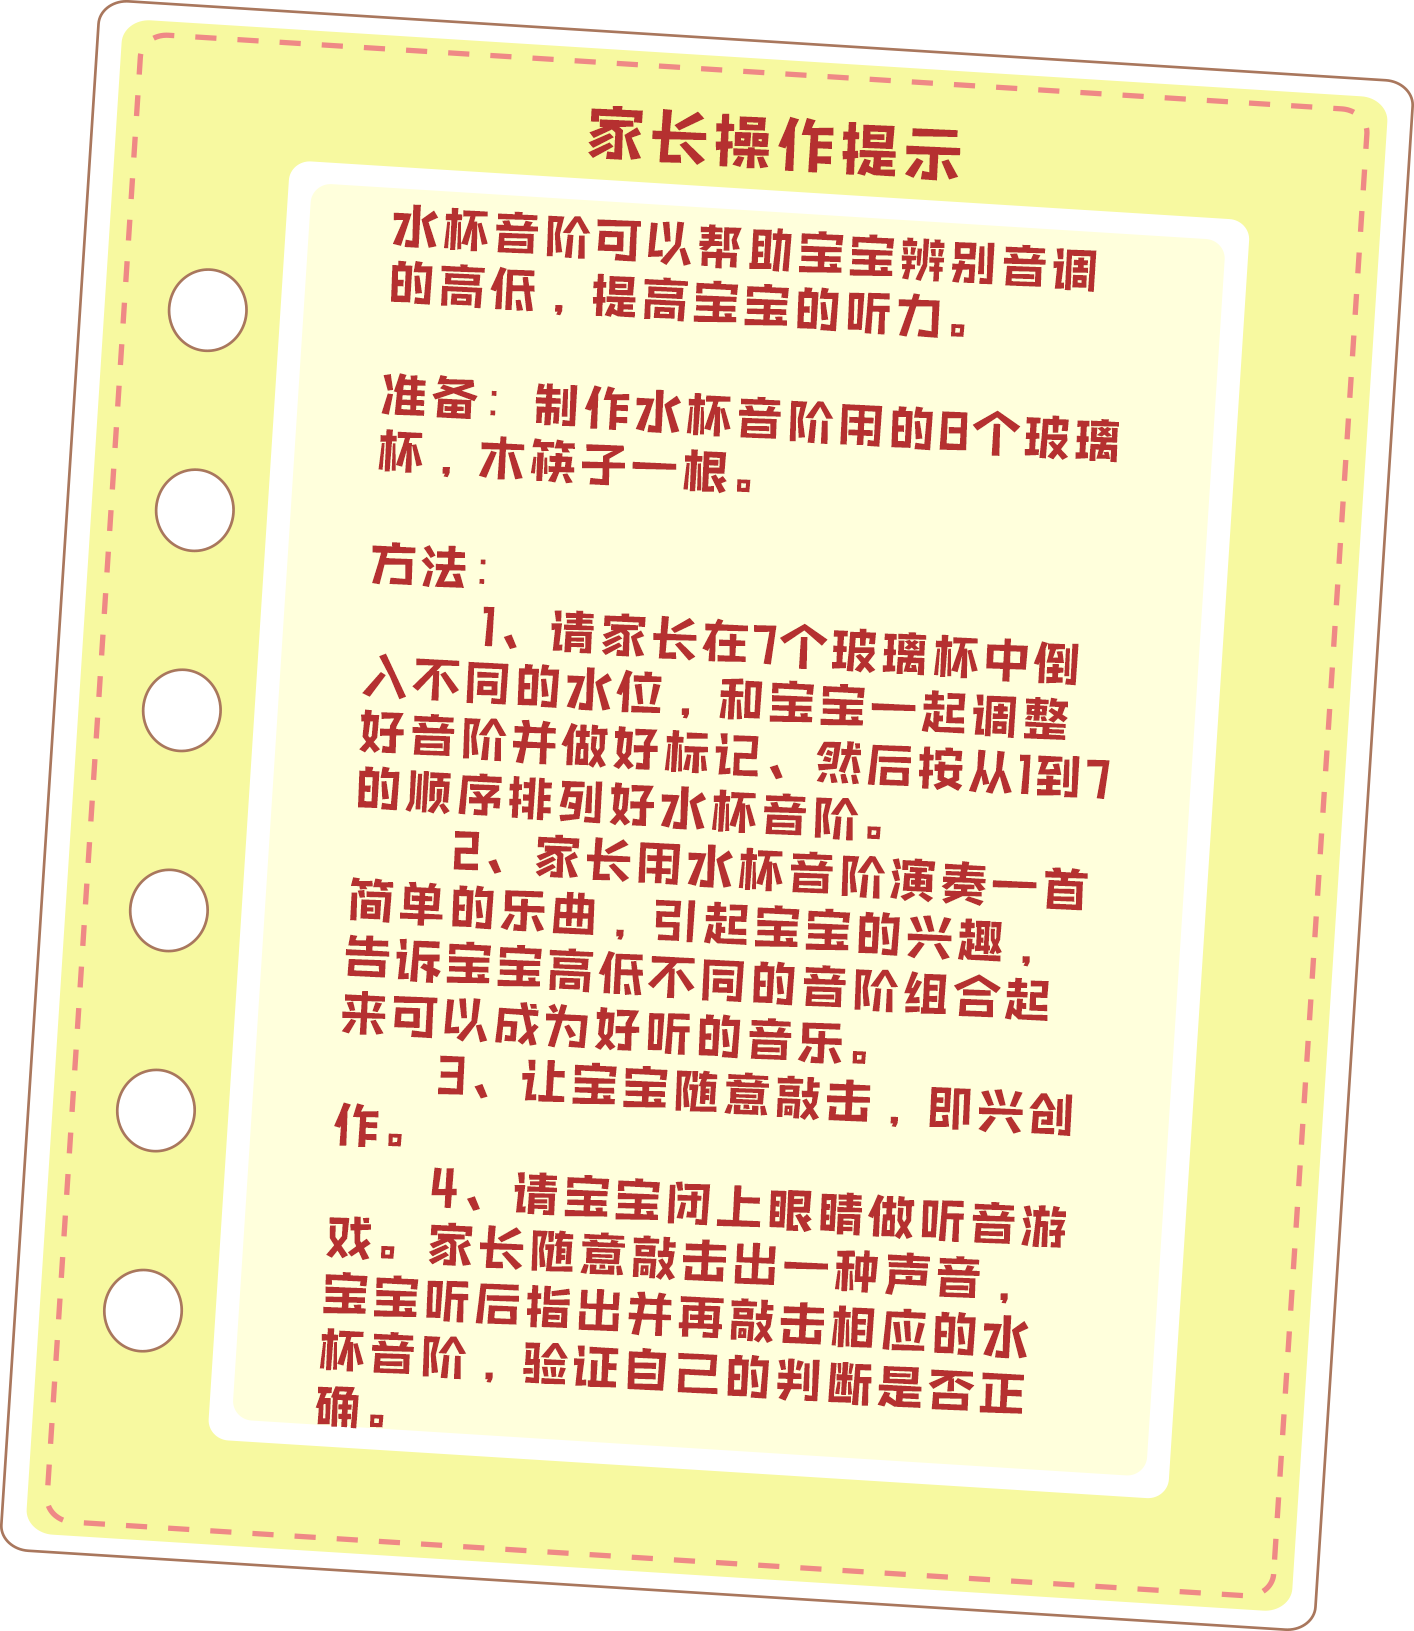 家长操作提示
水杯音阶可以帮助宝宝辨别音调
的高低，提高宝宝的听力。
准备：制作水杯音阶用的8个玻璃
杯，木筷子一根。
方法：
1、请家长在7个玻璃杯中倒
入不同的水位，和宝宝一起调整
好音阶并做好标记、然后按从1到7
的顺序排列好水杯音阶。
2、家长用水杯音阶演奏一首
简单的乐曲，引起宝宝的兴趣，
告诉宝宝高低不同的音阶组合起
来可以成为好听的音乐。
3、让宝宝随意敲击，即兴创
作。
4、请宝宝闭上眼睛做听音游
戏。家长随意敲击出一种声音，
宝宝听后指出并再敲击相应的水
杯音阶，验证自己的判断是否正
确。